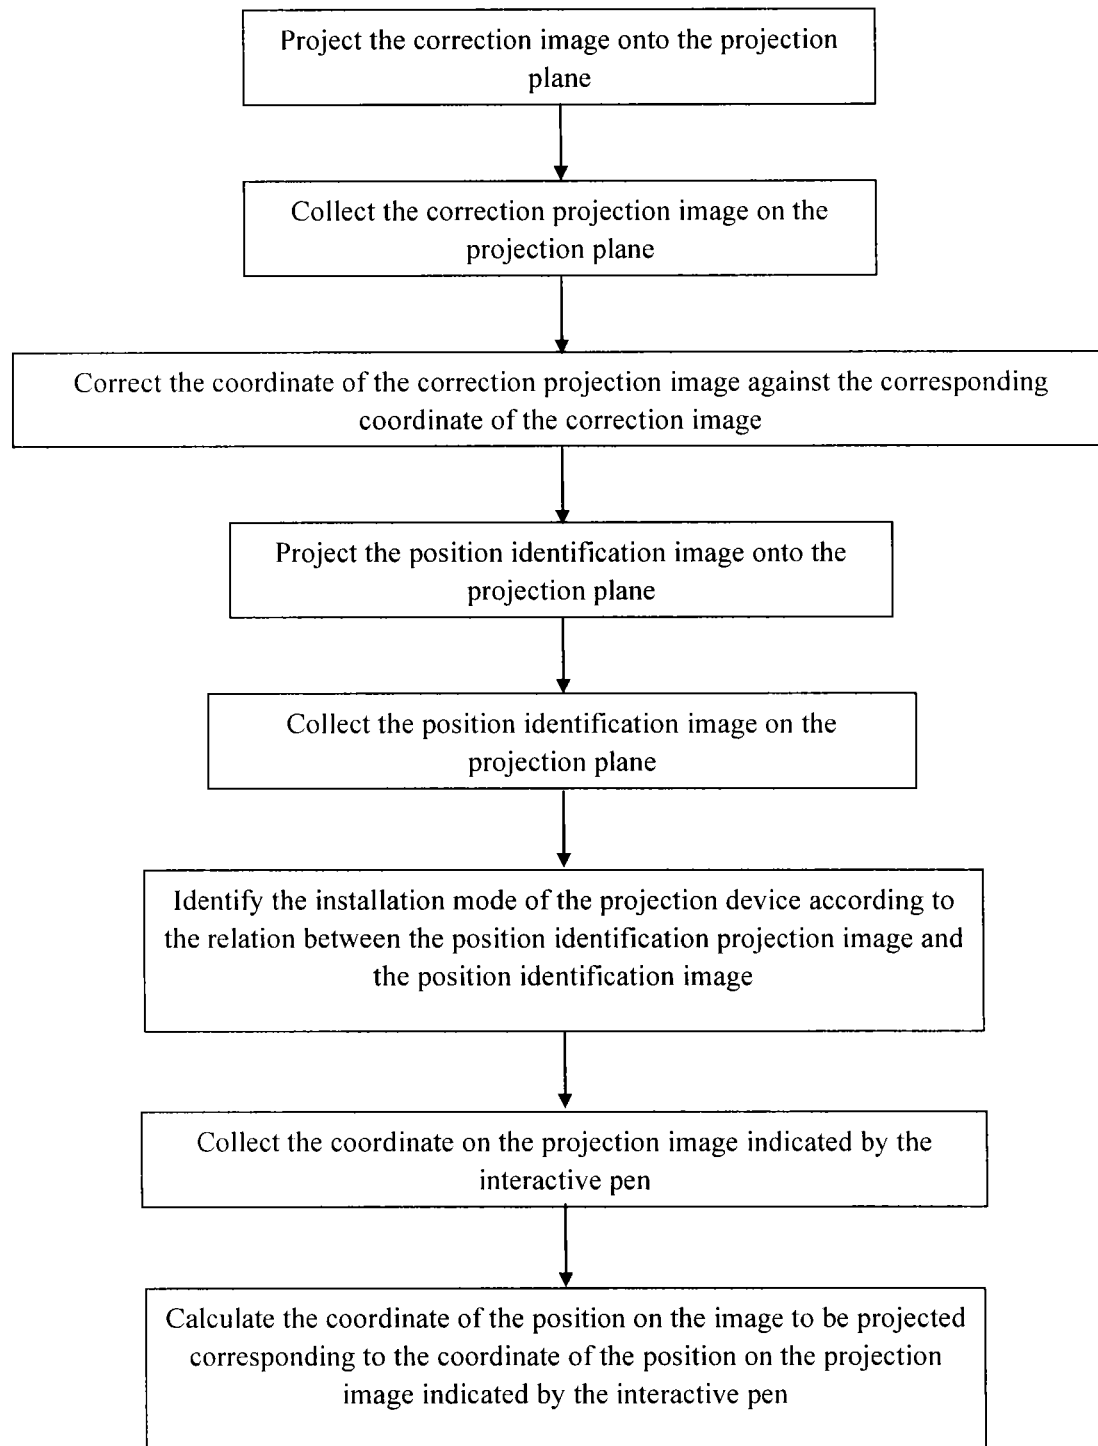 Project the correction image onto the projection
plane
Collect the correction projection image on the
projection plane
Correct the coordinate of the correction projection image against the corresponding
coordinate of the correction image
Project the position identification image onto the
projection plane
Collect the position identification image on the
projection plane
Identify the installation mode of the projection device according to
the relation between the position identification projection image and
the position identification image
Collect the coordinate on the projection image indicated by the
interactive pen
Calculate the coordinate of the position on the image to be projected
corresponding to the coordinate of the position on the projection
image indicated by the interactive pen